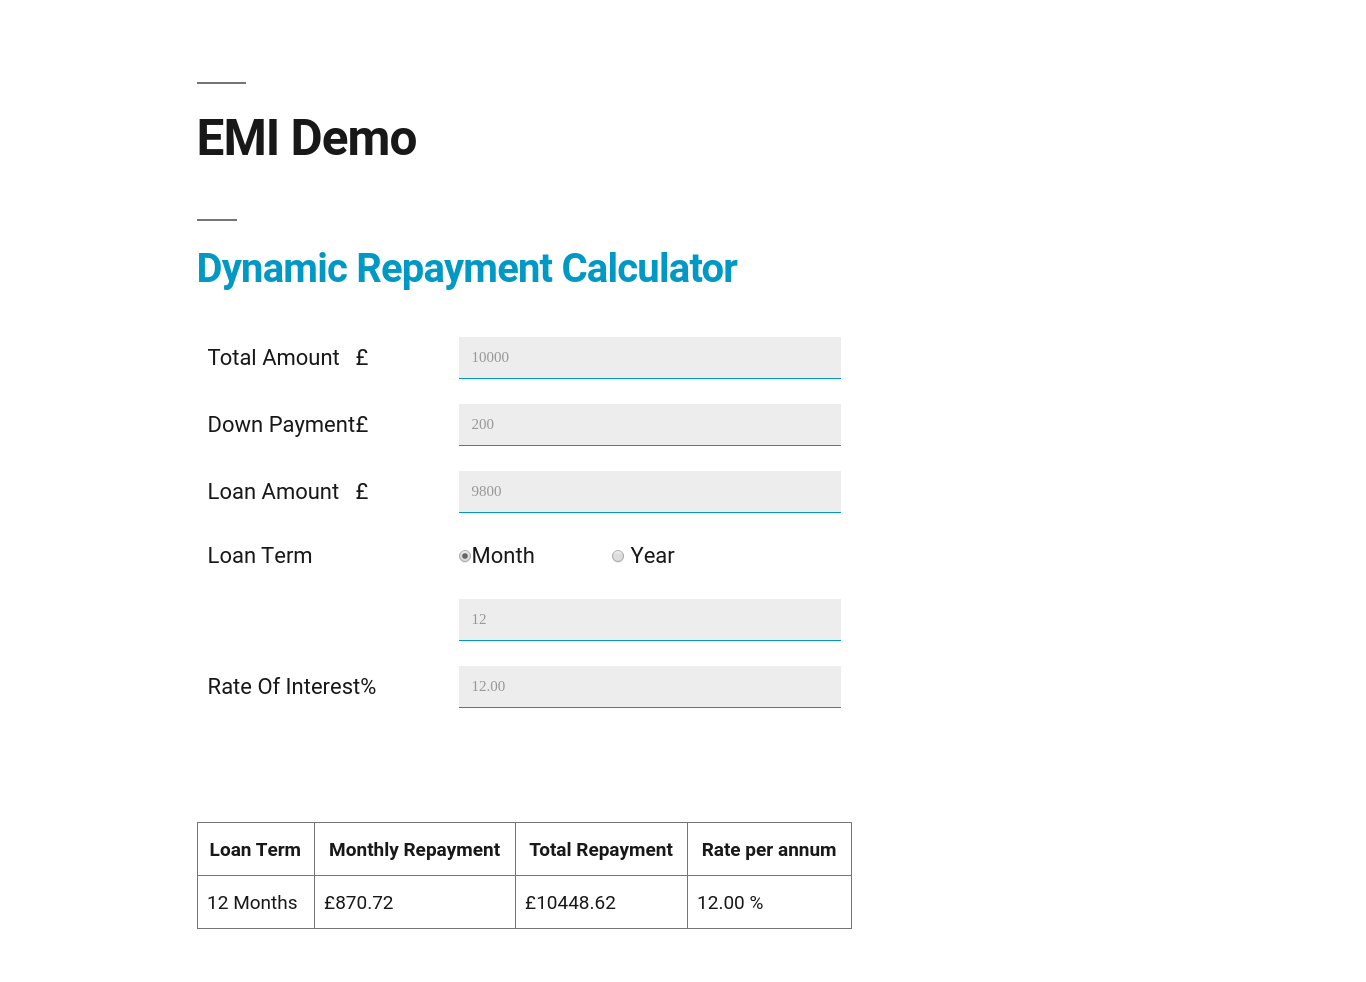 EMI Demo
Dynamic Repayment Calculator
Total Amount £ 10000
Down Payment£ 200
Loan Amount £ 9800
Loan Term Month Year
12
Rate Of Interest% 12.00
Loan Term Monthly Repayment Total Repayment Rate per annum
12 Months £870.72 £10448.62 12.00 %